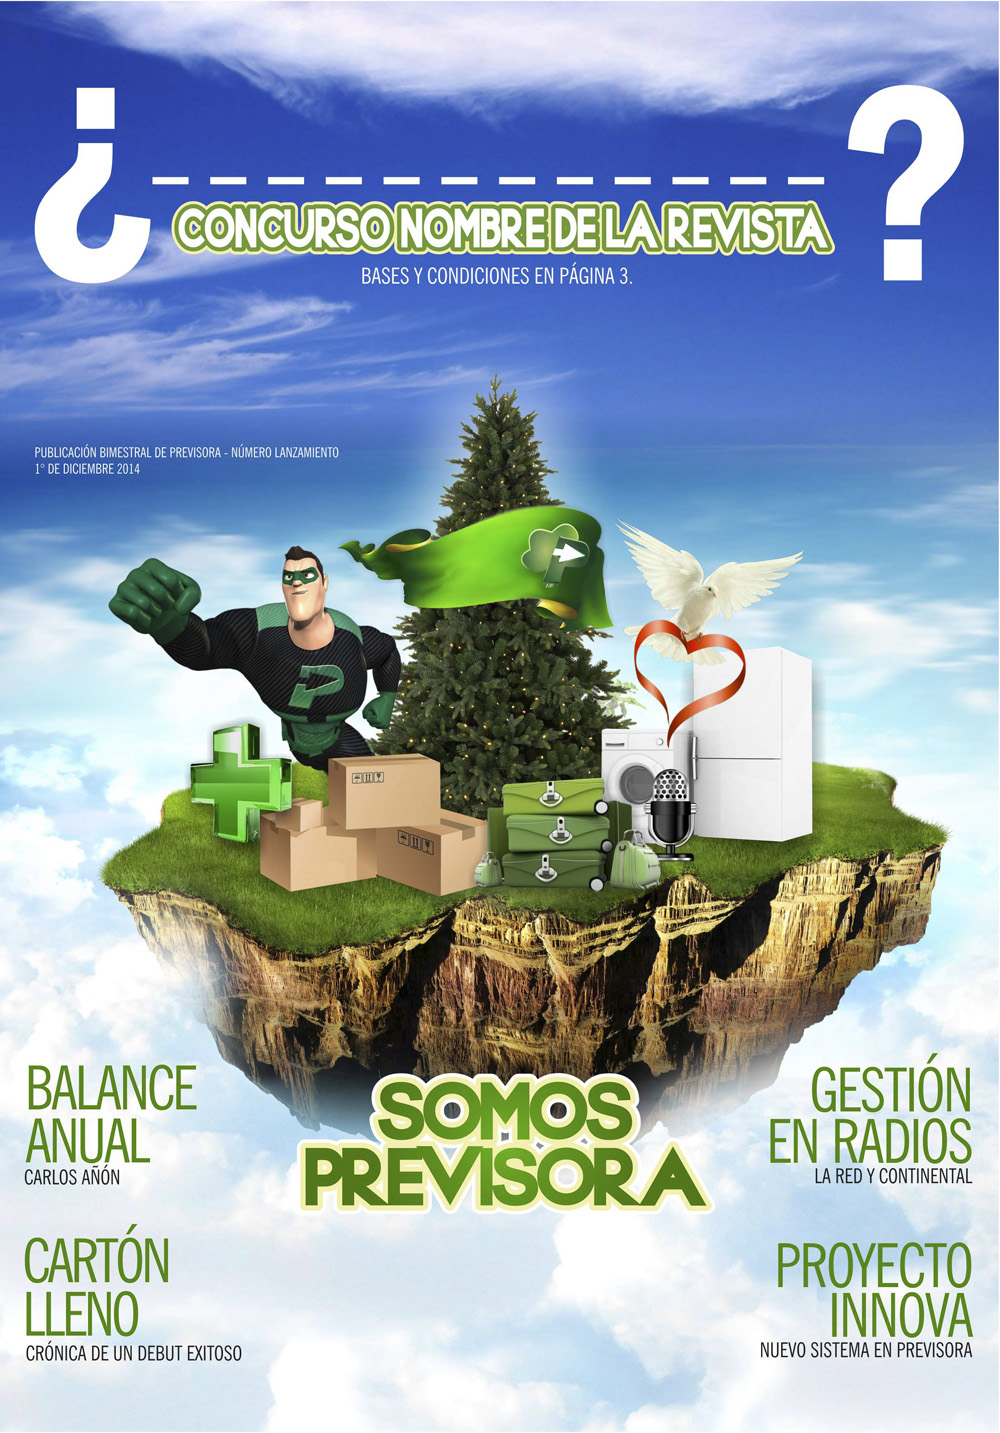 ¿ ?
CONCURSO NOMBRE DE LA REVISTA
BASES Y CONDICIONES EN PÁGINA 3.
PUBLICACIÓN BIMESTRAL DE PREVISORA - NÚMERO LANZAMIENTO
1° DE DICIEMBRE 2014
P
P
SOMOS
PREVISORA
BALANCE
ANUAL
CARLOS AÑÓN
CARTÓN
LLENO
CRÓNICA DE UN DEBUT EXITOSO
GESTIÓN
EN RADIOS
LA RED Y CONTINENTAL
PROYECTO
INNOVA
NUEVO SISTEMA EN PREVISORA